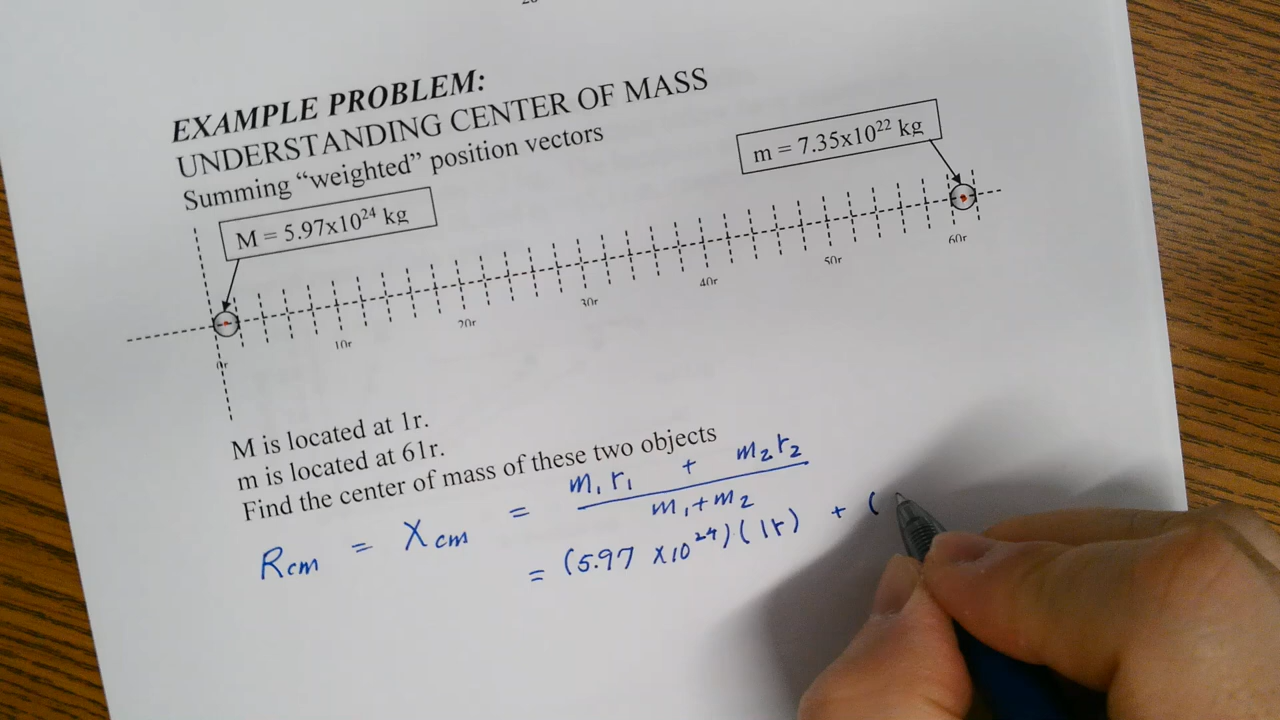 EXAMPLE PROBLEM:
UNDERSTANDING CENTER OF MASS
Summing “weighted” position vectors
m = 7.35x10²² kg
M = 5.97x10²⁴ kg
0r 10r 20r 30r 40r 50r 60r
M is located at 1r.
m is located at 61r.
Find the center of mass of these two objects
R_cm = X_cm = (m₁r₁ + m₂r₂) / (m₁+m₂)
= (5.97 x10²⁴)(1r) + (